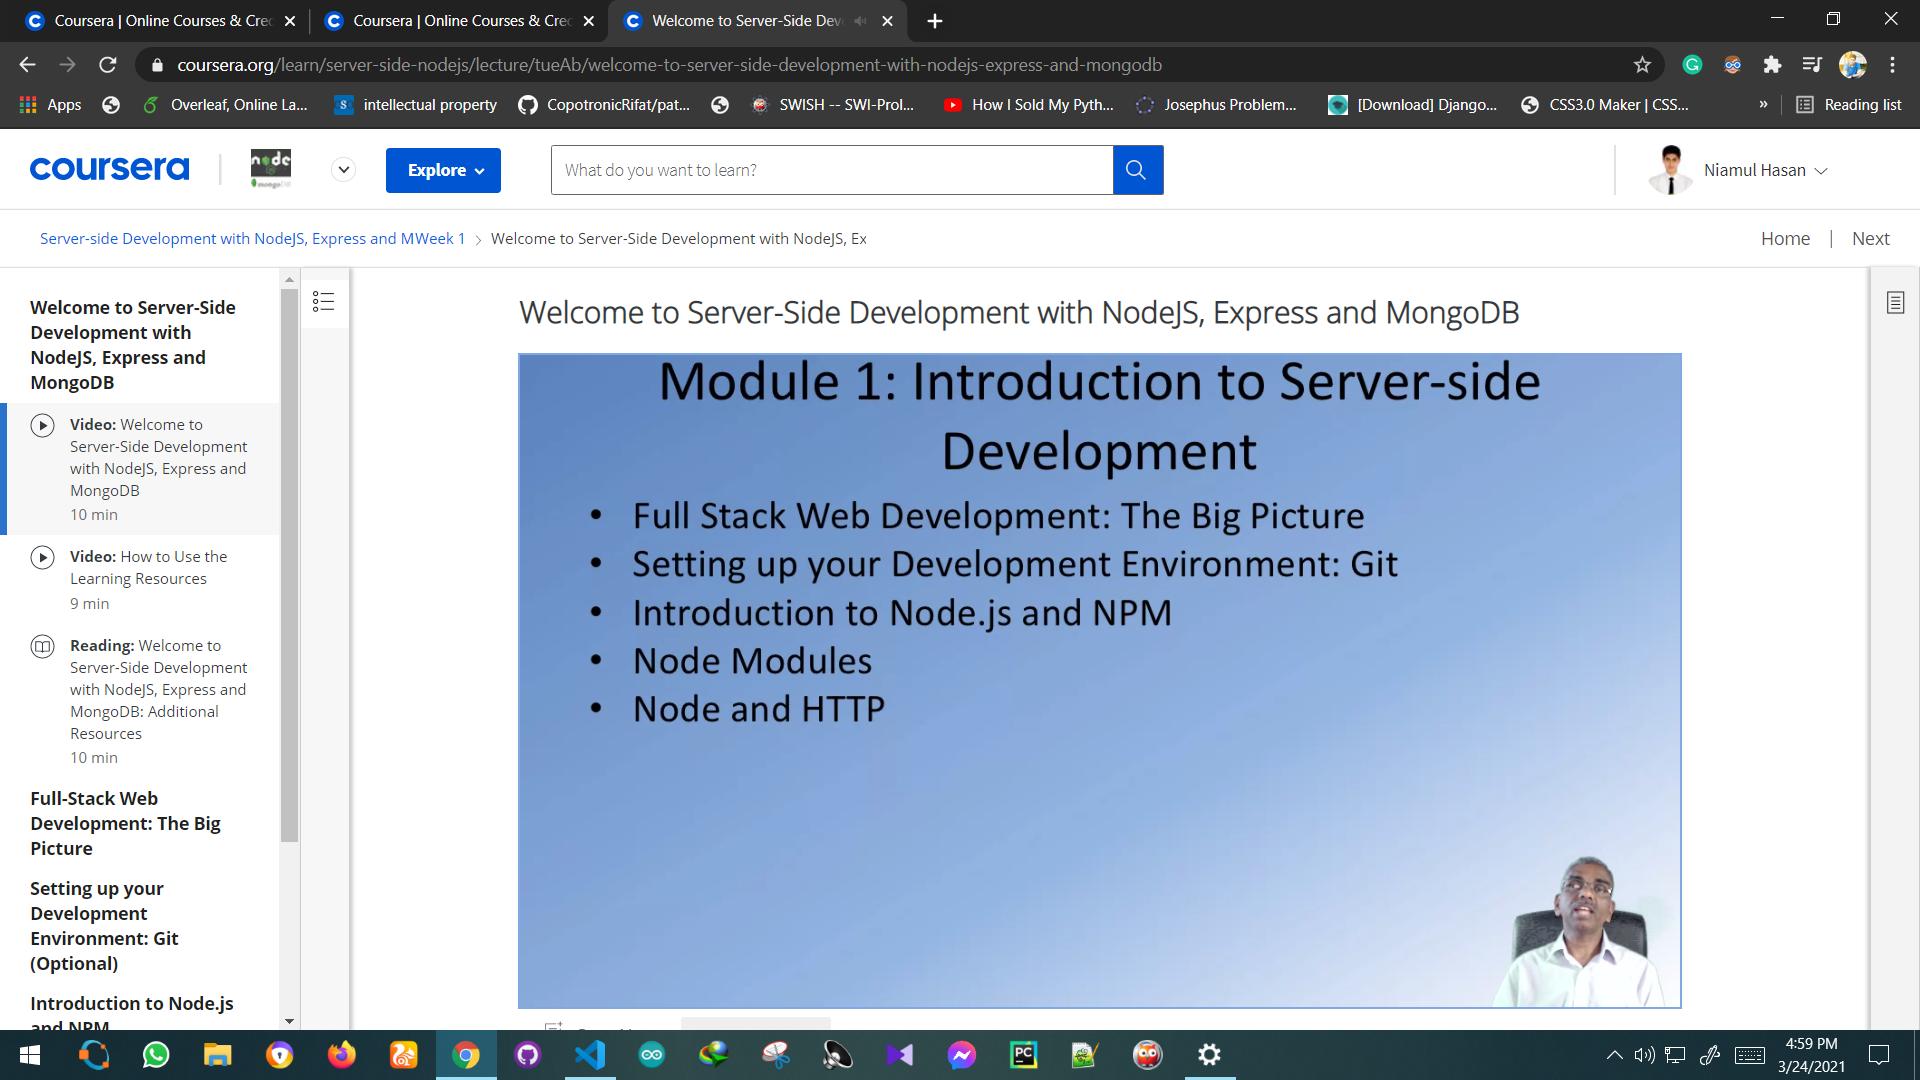 Coursera | Online Courses & Cre
Coursera | Online Courses & Cre
Welcome to Server-Side Dev
coursera.org/learn/server-side-nodejs/lecture/tueAb/welcome-to-server-side-development-with-nodejs-express-and-mongodb
Apps
Overleaf, Online La...
intellectual property
CopotronicRifat/pat...
SWISH -- SWI-Prol...
How I Sold My Pyth...
Josephus Problem...
[Download] Django...
CSS3.0 Maker | CSS...
»
Reading list
coursera
node
mongoDB
Explore
What do you want to learn?
Niamul Hasan
Server-side Development with NodeJS, Express and MWeek 1 > Welcome to Server-Side Development with NodeJS, Ex
Home | Next
Welcome to Server-Side
Development with
NodeJS, Express and
MongoDB
Video: Welcome to
Server-Side Development
with NodeJS, Express and
MongoDB
10 min
Video: How to Use the
Learning Resources
9 min
Reading: Welcome to
Server-Side Development
with NodeJS, Express and
MongoDB: Additional
Resources
10 min
Full-Stack Web
Development: The Big
Picture
Setting up your
Development
Environment: Git
(Optional)
Introduction to Node.js
and NPM
Welcome to Server-Side Development with NodeJS, Express and MongoDB
Module 1: Introduction to Server-side
Development
• Full Stack Web Development: The Big Picture
• Setting up your Development Environment: Git
• Introduction to Node.js and NPM
• Node Modules
• Node and HTTP
PC
4:59 PM
3/24/2021